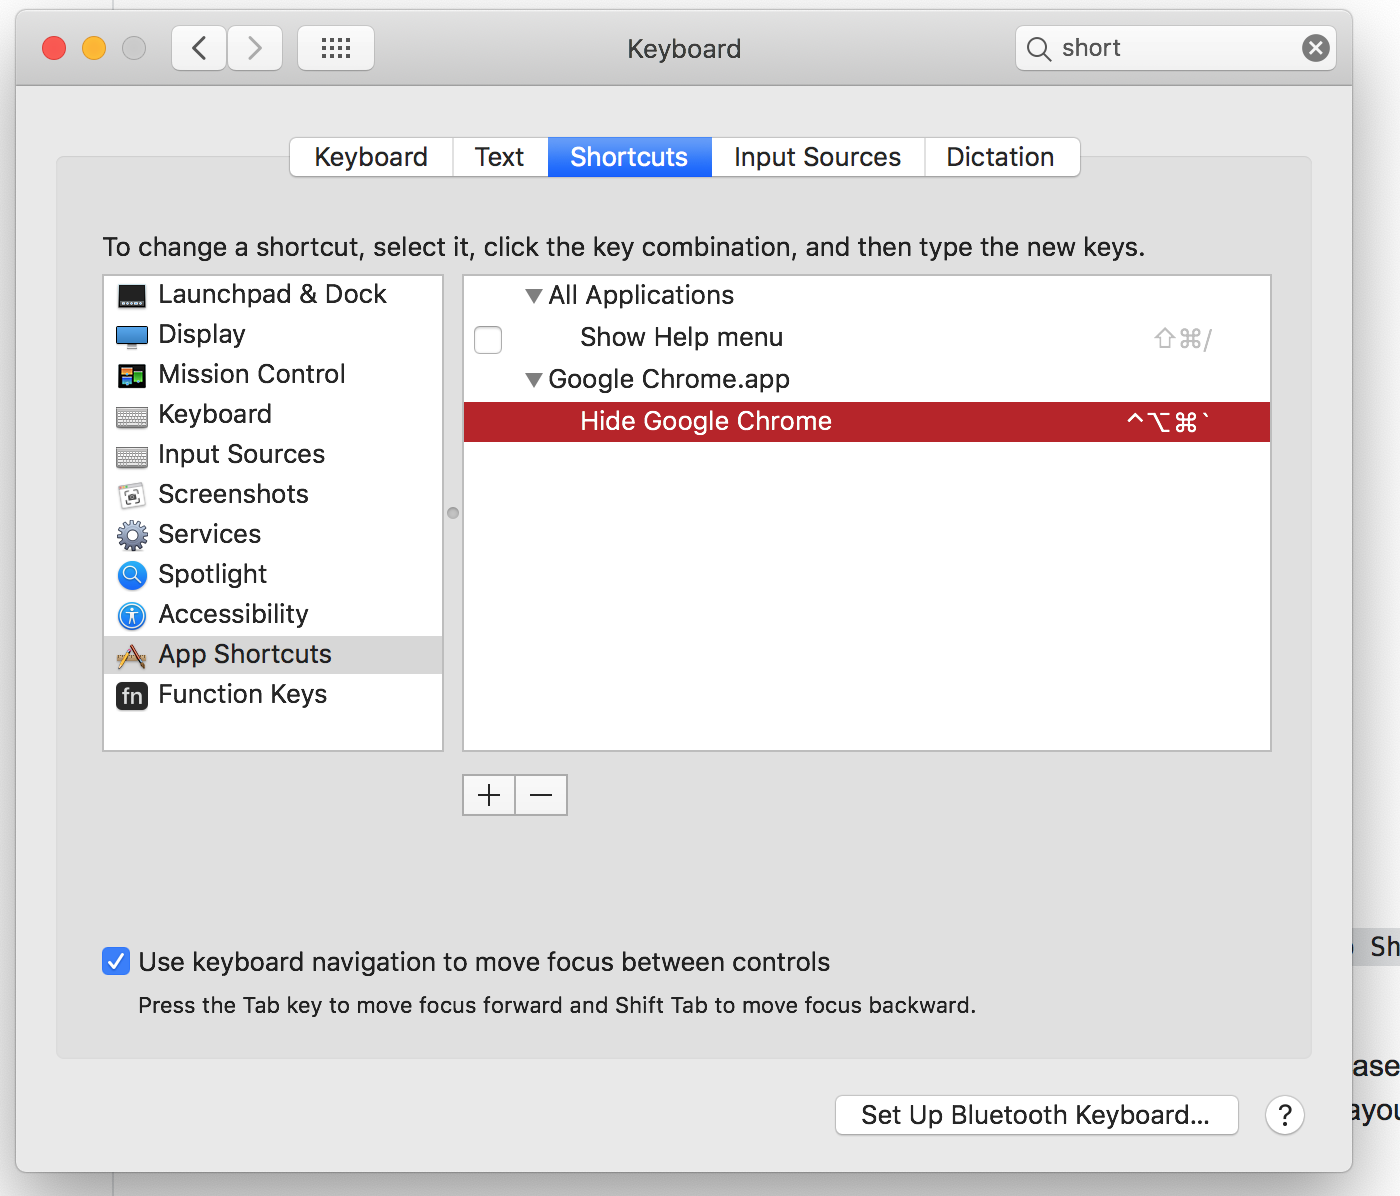 Keyboard
short
Keyboard Text Shortcuts Input Sources Dictation
To change a shortcut, select it, click the key combination, and then type the new keys.
Launchpad & Dock
Display
Mission Control
Keyboard
Input Sources
Screenshots
Services
Spotlight
Accessibility
App Shortcuts
fn Function Keys
All Applications
Show Help menu ⇧⌘/
Google Chrome.app
Hide Google Chrome ^⌥⌘`
Use keyboard navigation to move focus between controls
Press the Tab key to move focus forward and Shift Tab to move focus backward.
Set Up Bluetooth Keyboard... ?
Sh
ase
ayou